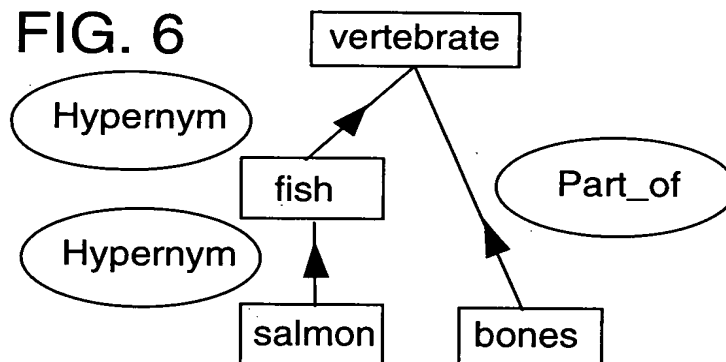 FIG. 6
vertebrate
Hypernym
fish
Part_of
Hypernym
salmon
bones